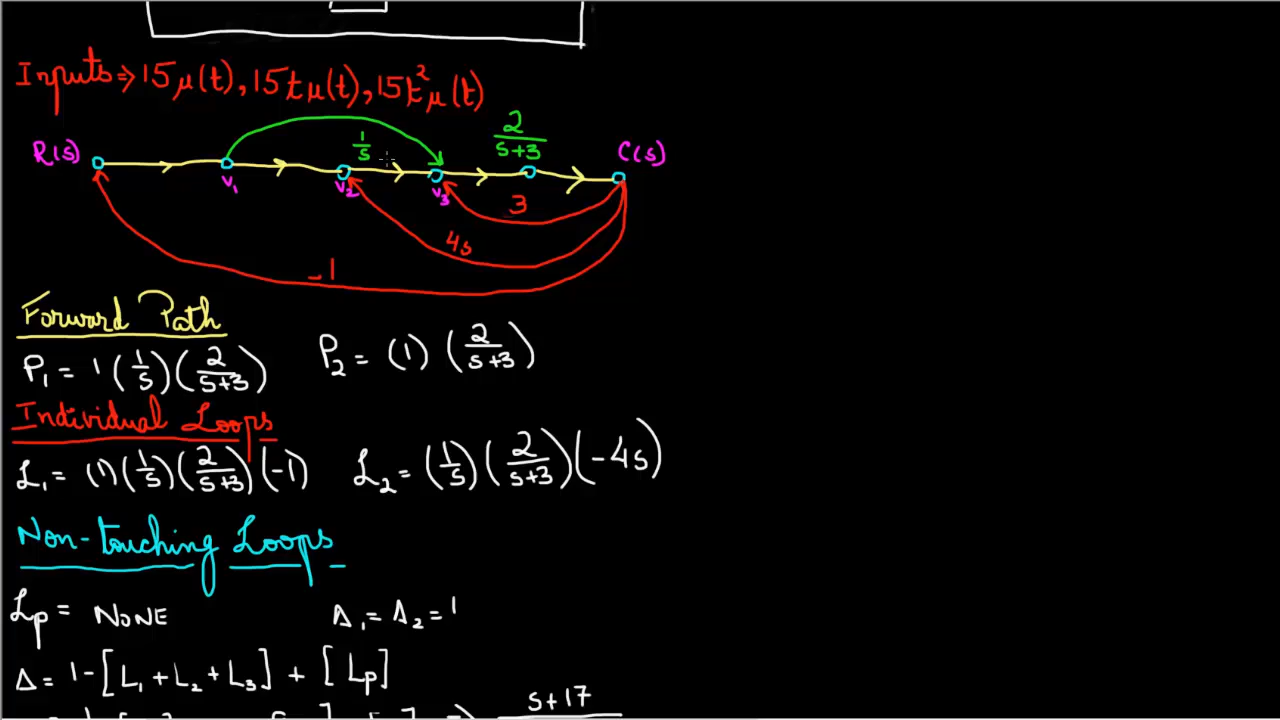 Inputs ⇒ 15μ(t), 15tμ(t), 15t²μ(t)
R(s) V₁ 1/s V₂ V₃ 2/(s+3) C(s)
3
4s
-1
Forward Path
P₁ = 1 (1/s) (2/(s+3)) P₂ = (1) (2/(s+3))
Individual Loops
L₁ = (1) (1/s) (2/(s+3)) (-1) L₂ = (1/s) (2/(s+3)) (-4s)
Non-touching Loops
Lp = NONE Δ₁ = Δ₂ = 1
Δ = 1 - [L₁ + L₂ + L₃] + [Lp]
s+17